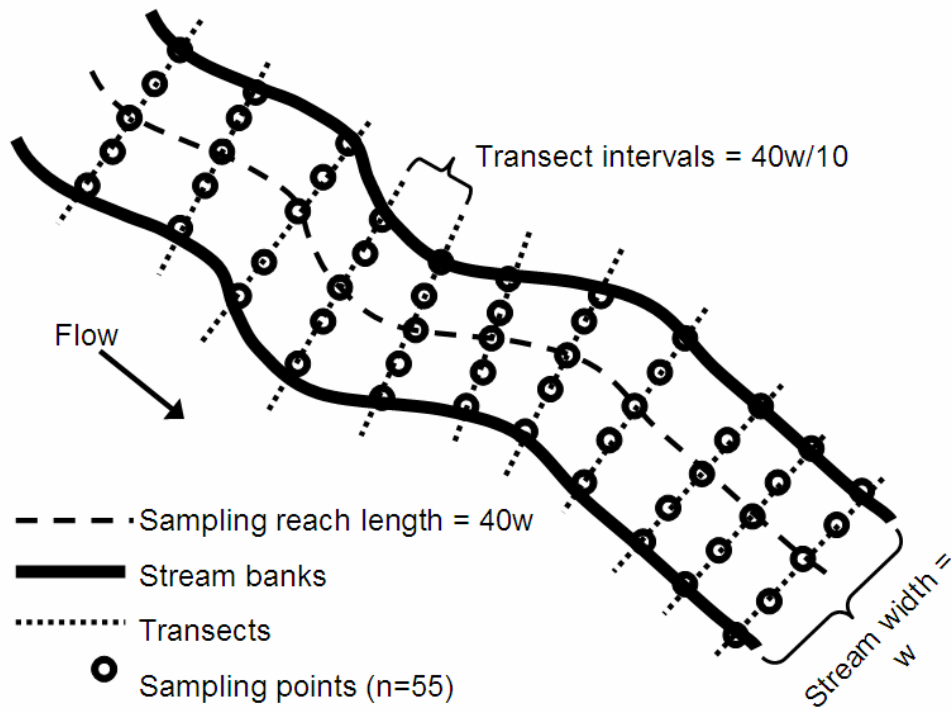 Transect intervals = 40w/10
Flow
Sampling reach length = 40w
Stream banks
Transects
Sampling points (n=55)
Stream width =
w